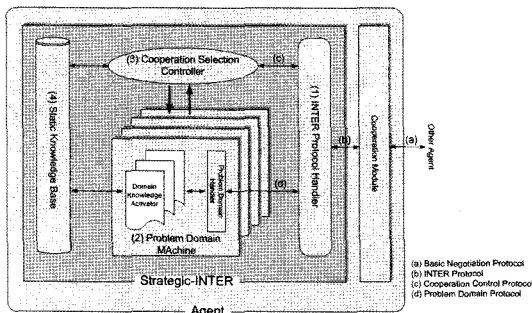 (3) Cooperation Selection
Controller
(c)
(4) Static Knowledge Base
(1) INTER Protocol Handler
Cooperation Module
(b)
(a)
Other Agent
Domain
Knowledge
Activator
Problem Domain
Handler
(d)
(2) Problem Domain
MAchine
Strategic-INTER
Agent
(a) Basic Negotiation Protocol
(b) INTER Protocol
(c) Cooperation Control Protocol
(d) Problem Domain Protocol